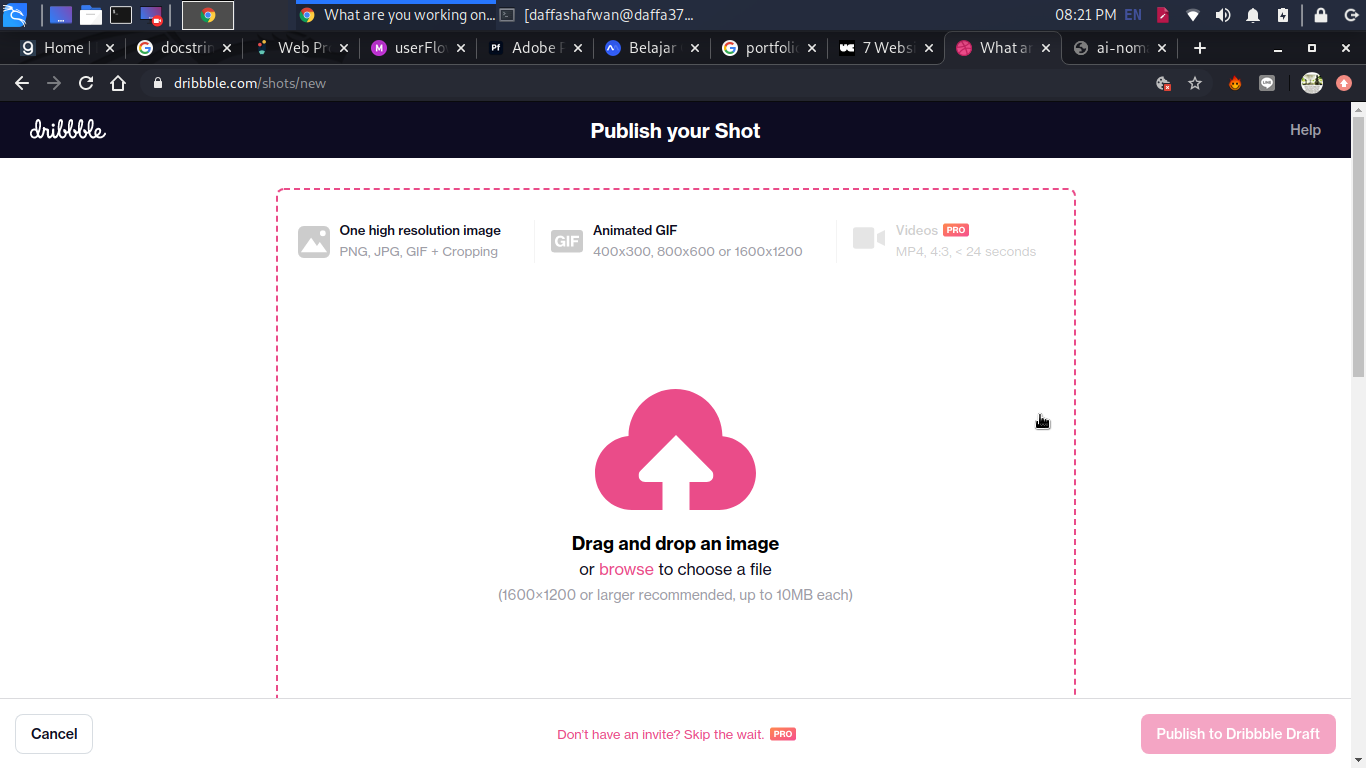 What are you working on...
[daffashafwan@daffa37...
08:21 PM EN
Home
docstrin
Web Pr
userFlo
Adobe
Belajar
portfoli
7 Webs
What a
ai-nom
dribbble.com/shots/new
dribbble
Publish your Shot
Help
One high resolution image
PNG, JPG, GIF + Cropping
GIF
Animated GIF
400x300, 800x600 or 1600x1200
Videos PRO
MP4, 4:3, < 24 seconds
Drag and drop an image
or browse to choose a file
(1600×1200 or larger recommended, up to 10MB each)
Cancel
Don't have an invite? Skip the wait. PRO
Publish to Dribbble Draft